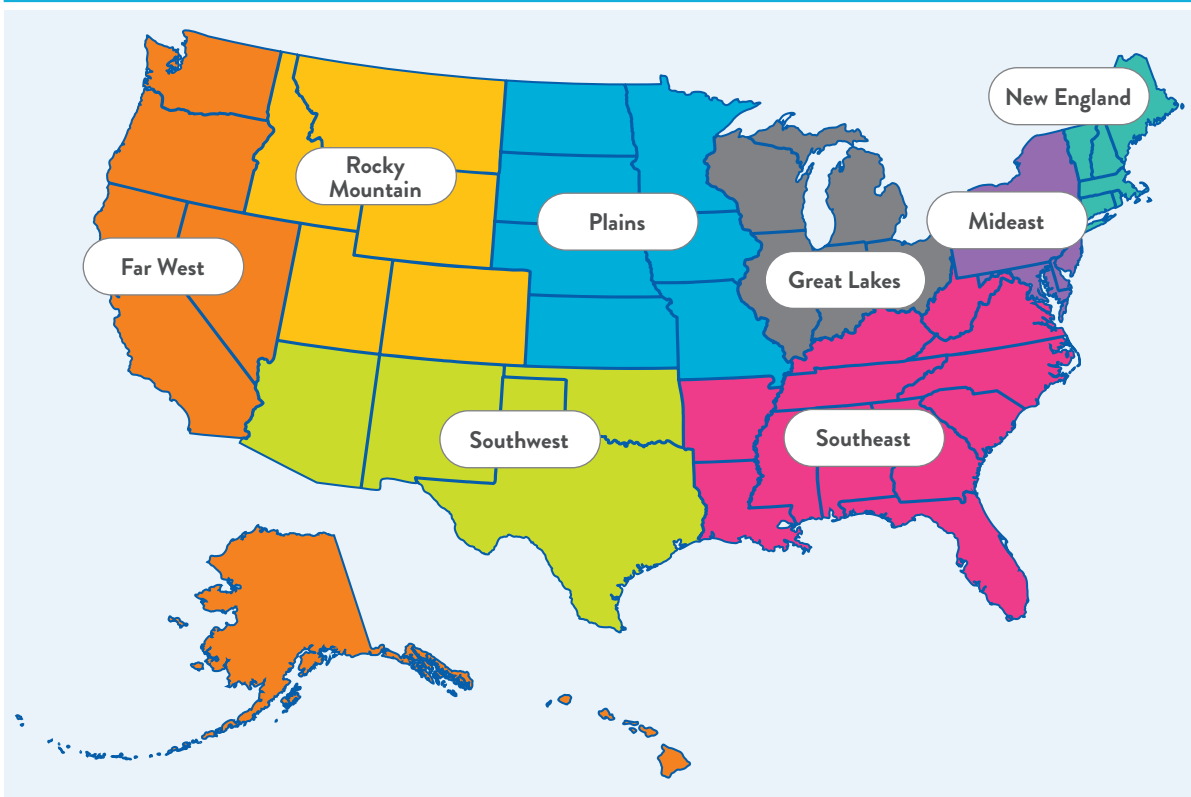 New England
Rocky
Mountain
Plains
Mideast
Far West
Great Lakes
Southwest
Southeast